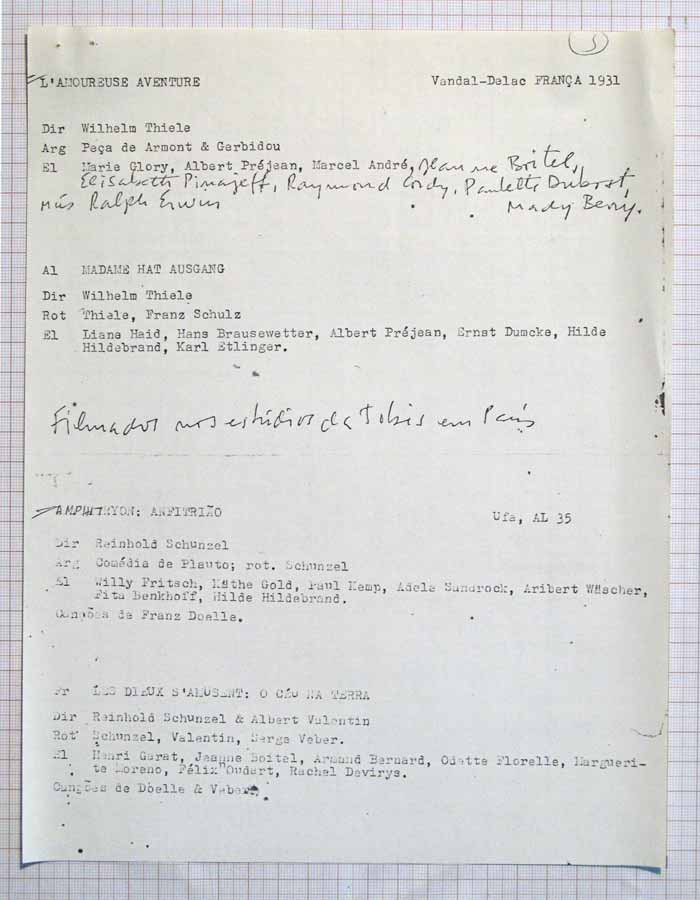 5
L'AMOUREUSE AVENTURE Vandal-Delac FRANÇA 1931
Dir Wilhelm Thiele
Arg Peça de Armont & Gerbidou
El Marie Glory, Albert Préjean, Marcel André, Jeanne Boitel,
Elisabeth Pinajeff, Raymond Cordy, Paulette Dubost,
Mús Ralph Erwin Mady Berry.
Al MADAME HAT AUSGANG
Dir Wilhelm Thiele
Rot Thiele, Franz Schulz
El Liane Haid, Hans Brausewetter, Albert Préjean, Ernst Dumcke, Hilde
Hildebrand, Karl Etlinger.
Filmados nos estúdios da Tobis em Paris
AMPHITRYON: ANFITRIÃO Ufa, AL 35
Dir Reinhold Schunzel
Arg Comédia de Plauto; rot. Schunzel
El Willy Fritsch, Käthe Gold, Paul Kemp, Adele Sandrock, Aribert Wäscher,
Fita Benkhoff, Hilde Hildebrand.
Canções de Franz Doelle.
Fr LES DIEUX S'AMUSENT: O CÉU NA TERRA
Dir Reinhold Schunzel & Albert Valentin
Rot Schunzel, Valentin, Serge Veber.
El Henri Garat, Jeanne Boitel, Armand Bernard, Odette Florelle, Margueri-
te Moreno, Félix Oudart, Rachel Devirys.
Canções de Doelle & Veber